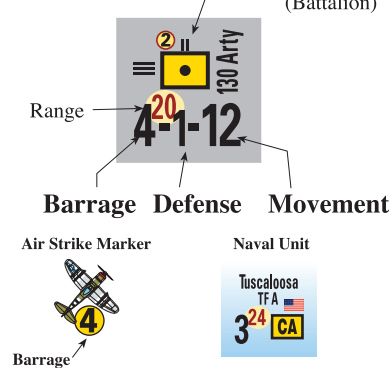 (Battalion)
2
130 Arty
Range
20
4-1-12
Barrage Defense Movement
Air Strike Marker
Naval Unit
Tuscaloosa
TF A
3 24 CA
4
Barrage